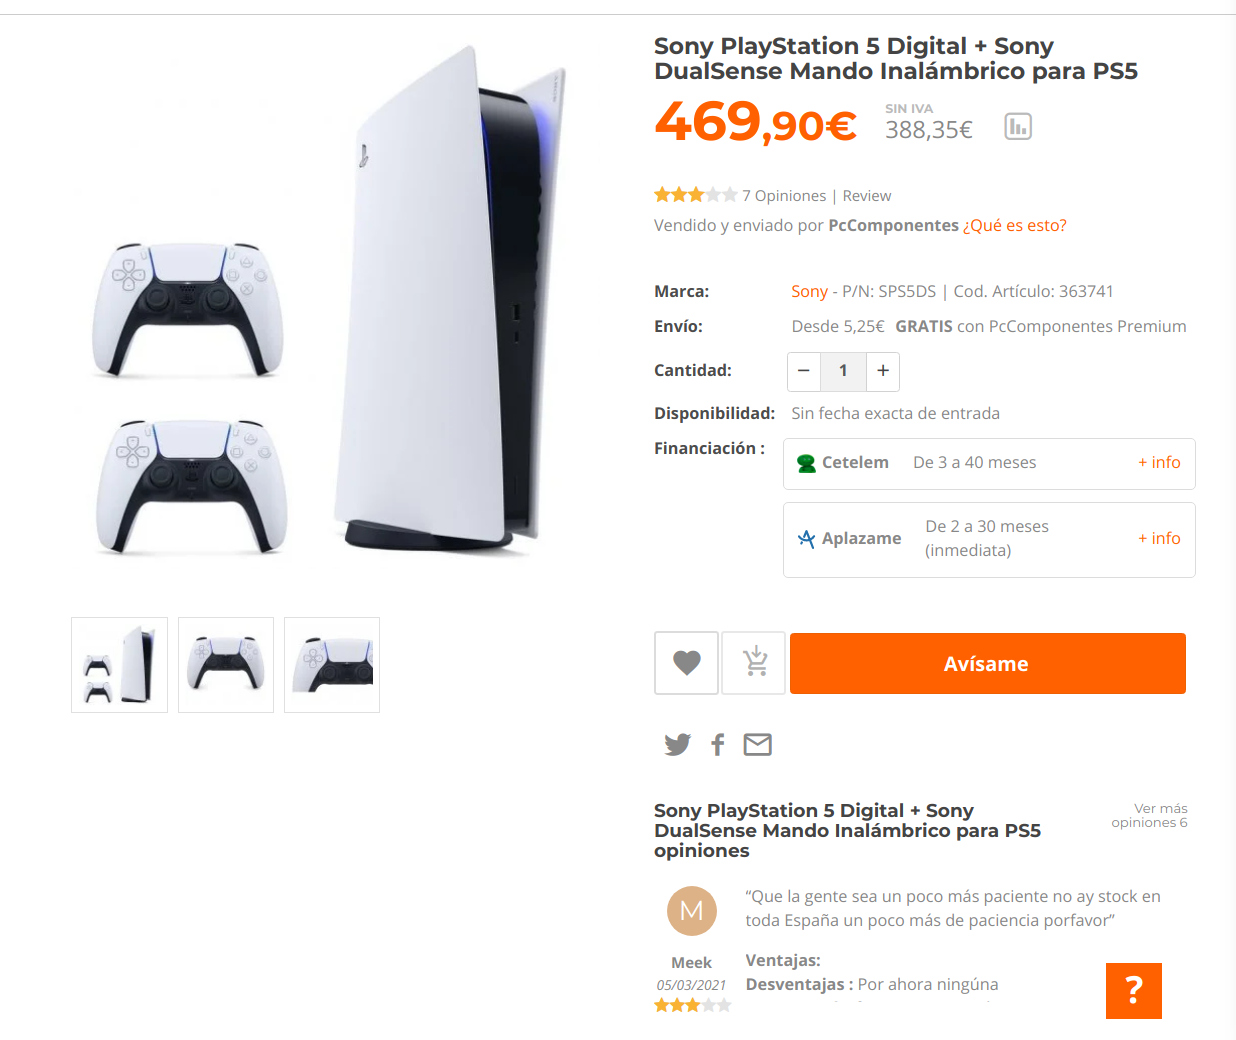 Sony PlayStation 5 Digital + Sony
DualSense Mando Inalámbrico para PS5
469,90€
SIN IVA
388,35€
7 Opiniones | Review
Vendido y enviado por PcComponentes ¿Qué es esto?
Marca: Sony - P/N: SPS5DS | Cod. Artículo: 363741
Envío: Desde 5,25€ GRATIS con PcComponentes Premium
Cantidad: − 1 +
Disponibilidad: Sin fecha exacta de entrada
Financiación :
Cetelem De 3 a 40 meses + info
Aplazame De 2 a 30 meses
(inmediata) + info
Avísame
Sony PlayStation 5 Digital + Sony
DualSense Mando Inalámbrico para PS5
opiniones
Ver más
opiniones 6
M
“Que la gente sea un poco más paciente no ay stock en
toda España un poco más de paciencia porfavor”
Meek
05/03/2021
Ventajas:
Desventajas : Por ahora ningúna
?